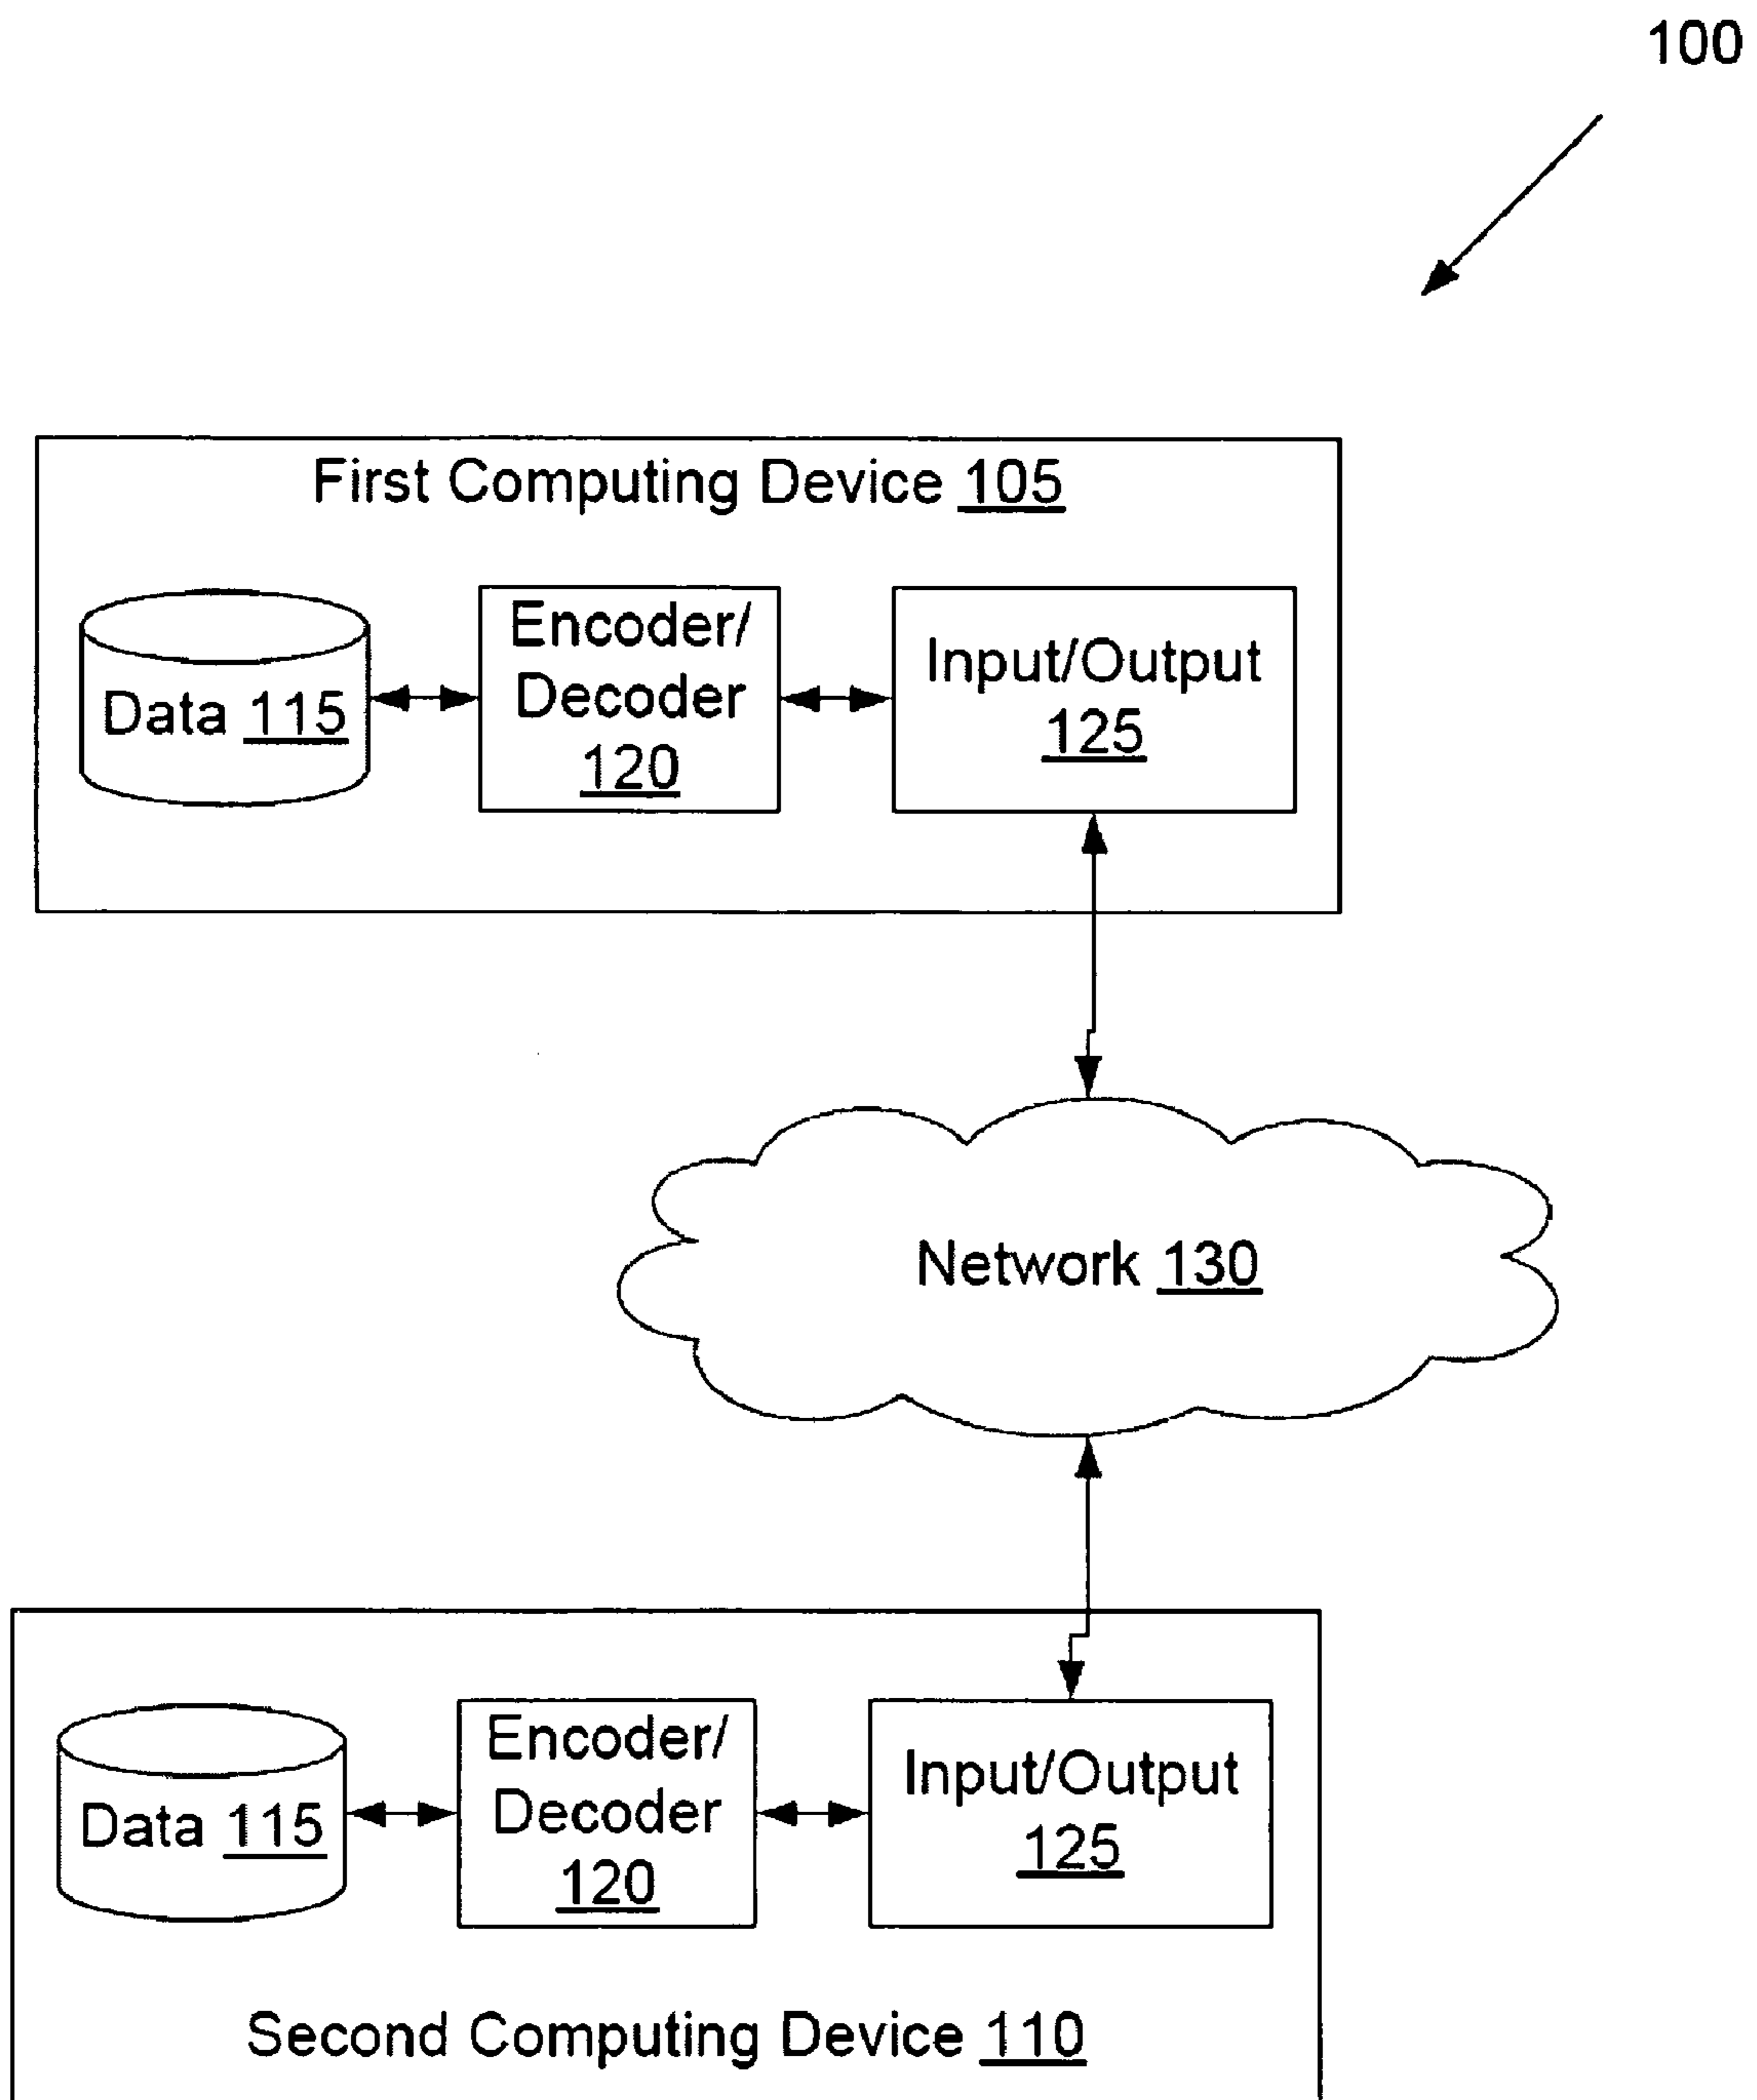 100
First Computing Device 105
Data 115
Encoder/
Decoder
120
Input/Output
125
Network 130
Data 115
Encoder/
Decoder
120
Input/Output
125
Second Computing Device 110